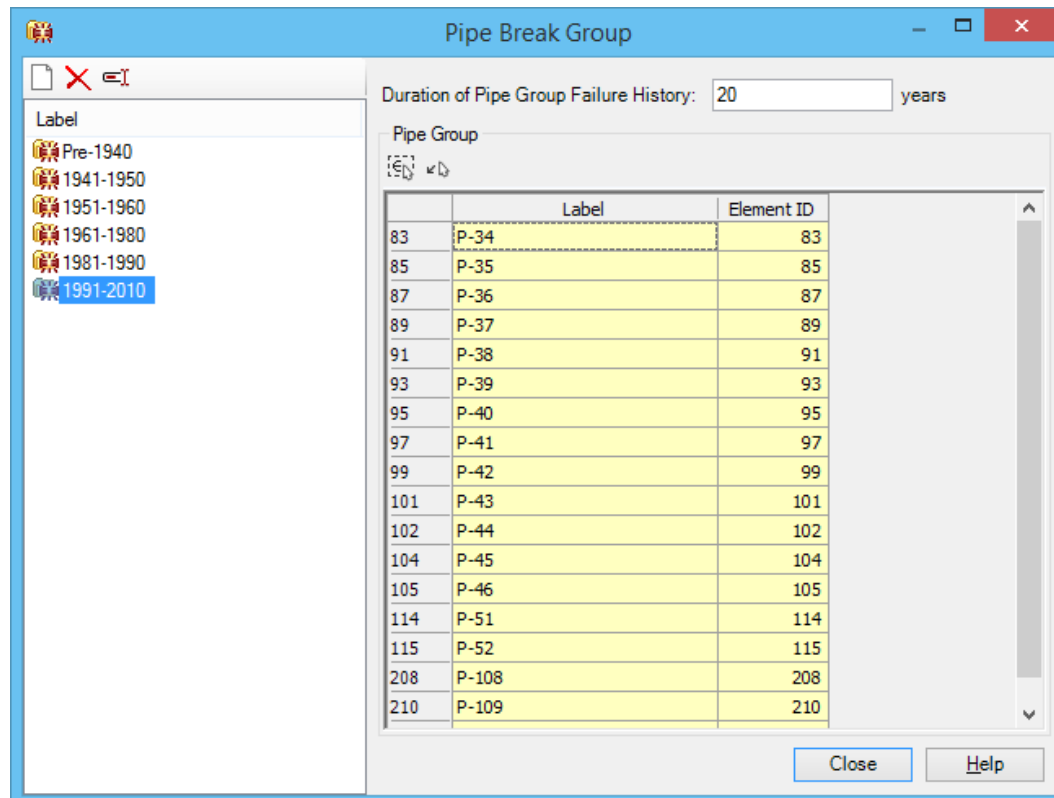 Pipe Break Group
Duration of Pipe Group Failure History: 20 years
Label
Pre-1940
1941-1950
1951-1960
1961-1980
1981-1990
1991-2010
Pipe Group
Label Element ID
83 P-34 83
85 P-35 85
87 P-36 87
89 P-37 89
91 P-38 91
93 P-39 93
95 P-40 95
97 P-41 97
99 P-42 99
101 P-43 101
102 P-44 102
104 P-45 104
105 P-46 105
114 P-51 114
115 P-52 115
208 P-108 208
210 P-109 210
Close Help